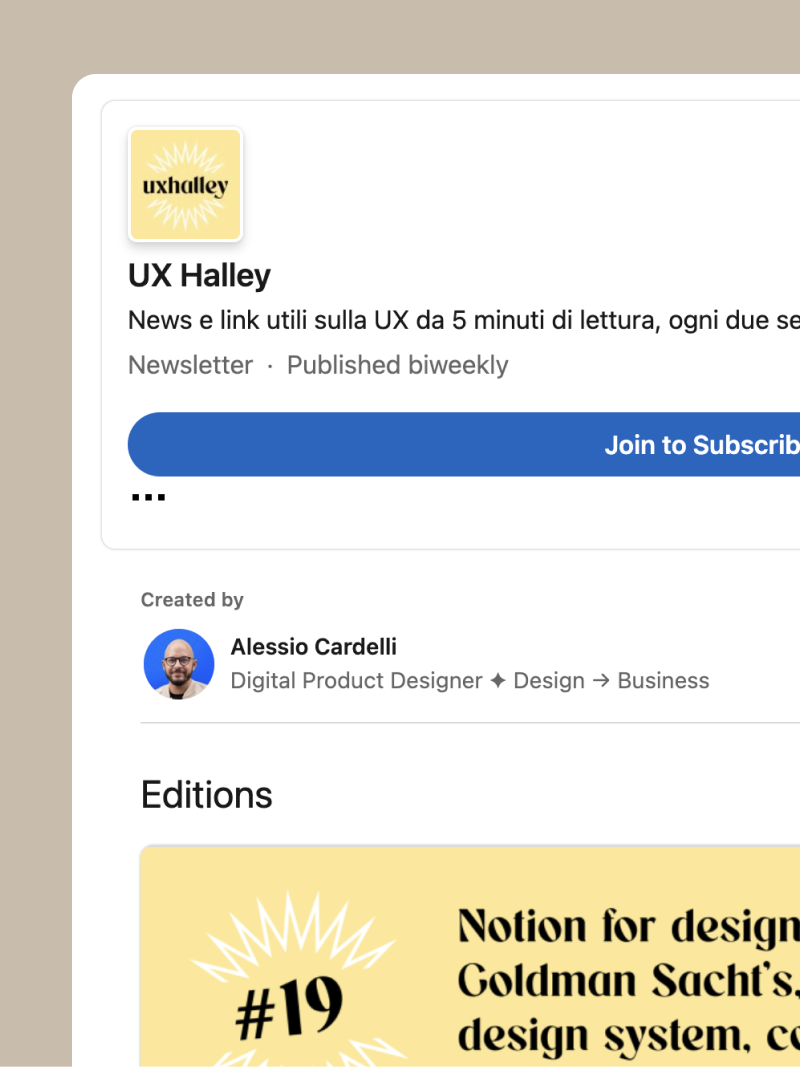 uxhalley
UX Halley
News e link utili sulla UX da 5 minuti di lettura, ogni due se
Newsletter · Published biweekly
Join to Subscrib
...
Created by
Alessio Cardelli
Digital Product Designer ✦ Design → Business
Editions
#19
Notion for design
Goldman Sacht's,
design system, co